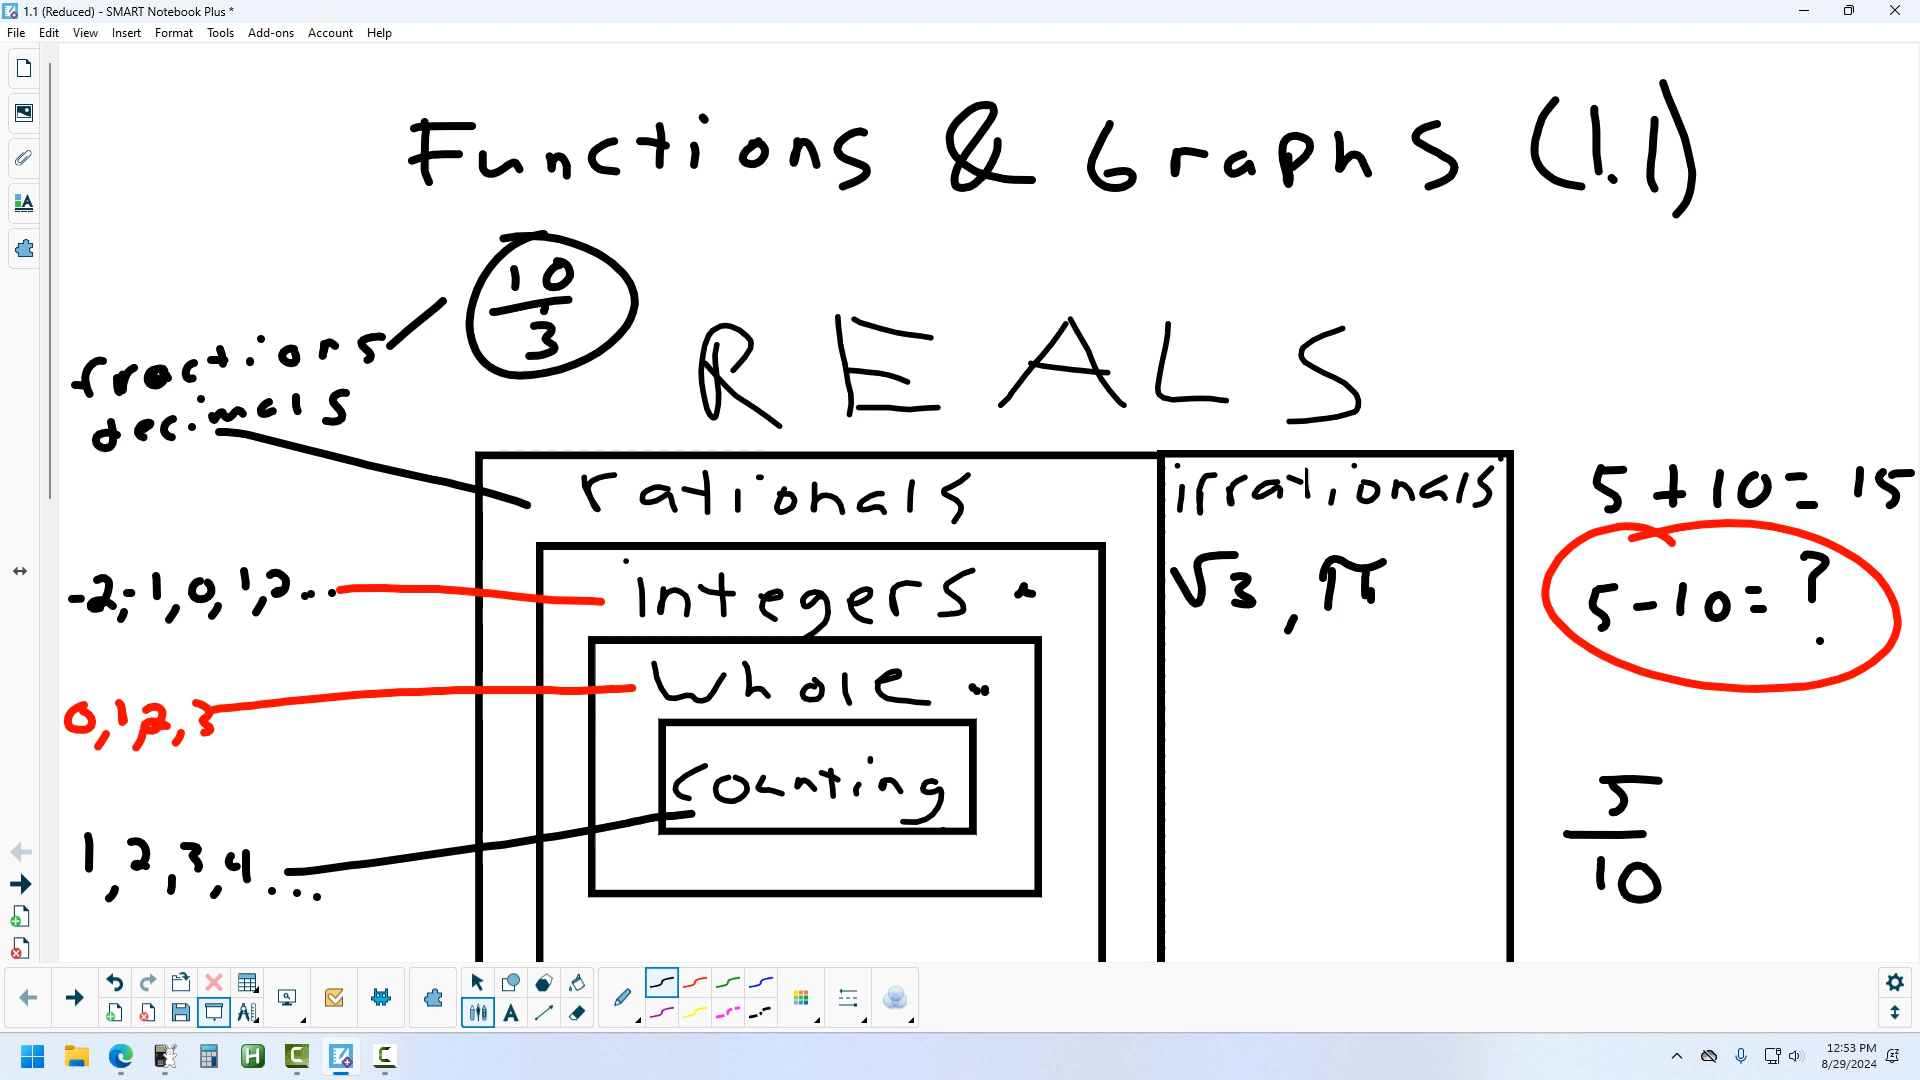 1.1 (Reduced) - SMART Notebook Plus *
File Edit View Insert Format Tools Add-ons Account Help
Functions & Graphs (1.1)
10
3
fractions
decimals
REALS
rationals
irrationals
5 + 10 = 15
-2,-1,0,1,2...
integers
√3, π
5 - 10 = ?
0,1,2,3
Whole
counting
1,2,3,4...
5
10
12:53 PM
8/29/2024